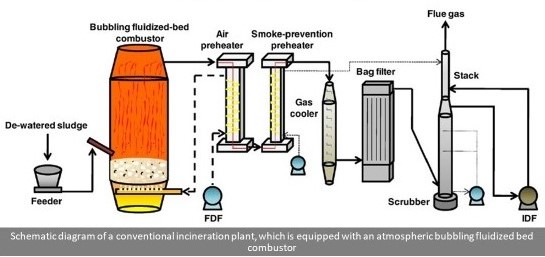 Flue gas
Bubbling fluidized-bed
combustor
Air
preheater
Smoke-prevention
preheater
Bag filter
Stack
Gas
cooler
De-watered sludge
Feeder
FDF
Scrubber
IDF
Schematic diagram of a conventional incineration plant, which is equipped with an atmospheric bubbling fluidized bed
combustor